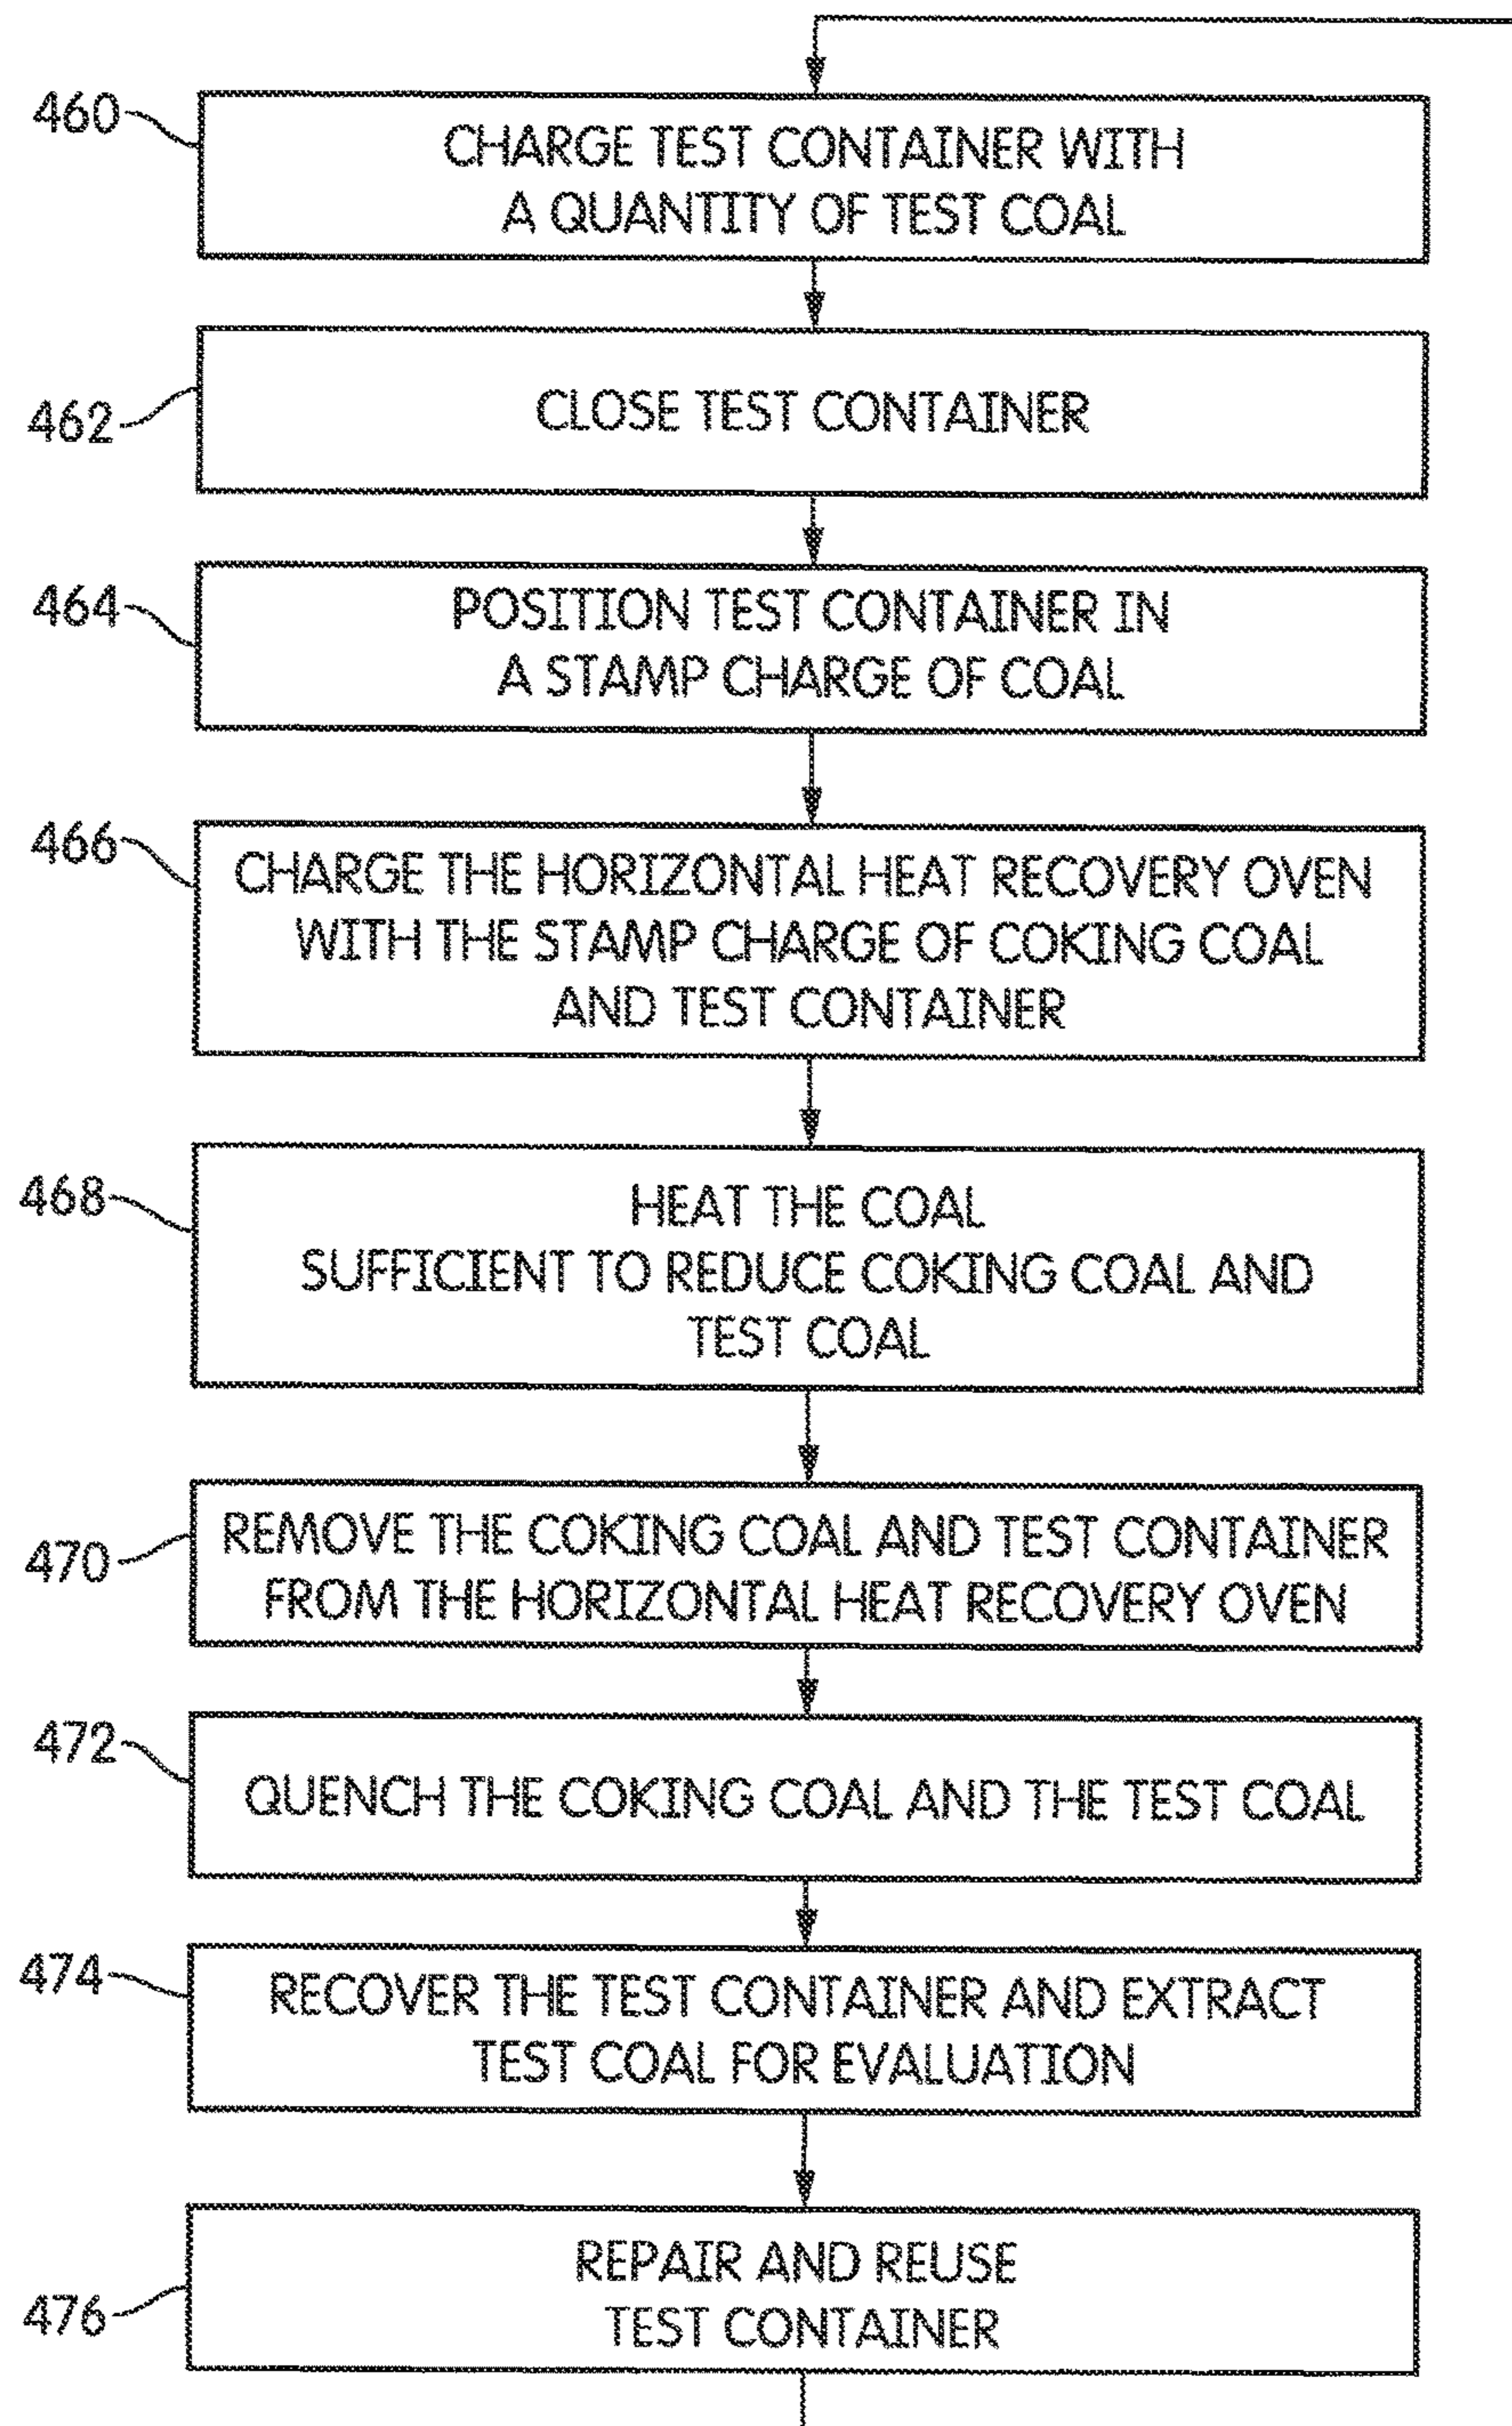 460
CHARGE TEST CONTAINER WITH
A QUANTITY OF TEST COAL
462
CLOSE TEST CONTAINER
464
POSITION TEST CONTAINER IN
A STAMP CHARGE OF COAL
466
CHARGE THE HORIZONTAL HEAT RECOVERY OVEN
WITH THE STAMP CHARGE OF COKING COAL
AND TEST CONTAINER
468
HEAT THE COAL
SUFFICIENT TO REDUCE COKING COAL AND
TEST COAL
470
REMOVE THE COKING COAL AND TEST CONTAINER
FROM THE HORIZONTAL HEAT RECOVERY OVEN
472
QUENCH THE COKING COAL AND THE TEST COAL
474
RECOVER THE TEST CONTAINER AND EXTRACT
TEST COAL FOR EVALUATION
476
REPAIR AND REUSE
TEST CONTAINER